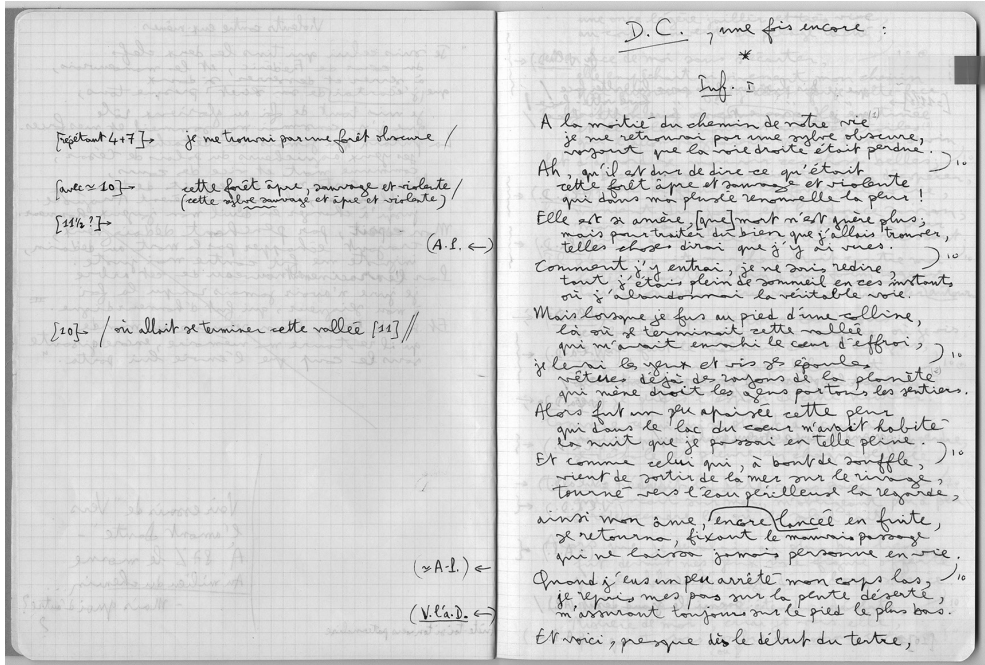 [répétant 4+7]→ je me trouvai par une forêt obscure /
[avec ≈ 10]→ cette forêt âpre, sauvage et violente /
(cette sylve sauvage et âpre et violente)
[11½ ?]→
(A.P. ←)
[10]→ / où allait se terminer cette vallée [11] //
(≈ A-P.) ←
(V. l'a. D. ←)
D.C., une fois encore :
*
Inf. I
A la moitié du chemin de notre vie
je me retrouvai par une sylve obscure,
voyant que la voie droite était perdue.
) 10
Ah, qu'il est dur de dire ce qu'était
cette forêt âpre et sauvage et violente
qui dans ma pensée renouvelle la peur !
Elle est si amère, [que] mort n'est guère plus ;
mais pour traiter du bien que j'allais trouver,
telles choses dirai que j'y ai vues.
) 10
Comment j'y entrai, je ne sais redire,
tant j'étais plein de sommeil en ces instants
où j'abandonnai la véritable voie.
Mais lorsque je fus au pied d'une colline,
là où se terminait cette vallée
qui m'avait envahi le cœur d'effroi,
) 10
je levai les yeux et vis ses épaules
vêtues déjà des rayons de la planète
qui mène droit les gens par tous les sentiers.
Alors fut un peu apaisée cette peur
qui dans le lac du cœur m'avait habité
la nuit que je passai en telle peine.
) 10
Et comme celui qui, à bout de souffle,
vient de sortir de la mer sur le rivage,
tourné vers l'eau périlleuse la regarde,
ainsi mon âme, encore lancée en fuite,
se retourna, fixant le mauvais passage
qui ne laissa jamais personne en vie.
) 10
Quand j'eus un peu arrêté mon corps las,
je repris mes pas sur la pente déserte,
m'assurant toujours sur le pied le plus bas.
Et voici, presque dès le début du tertre,